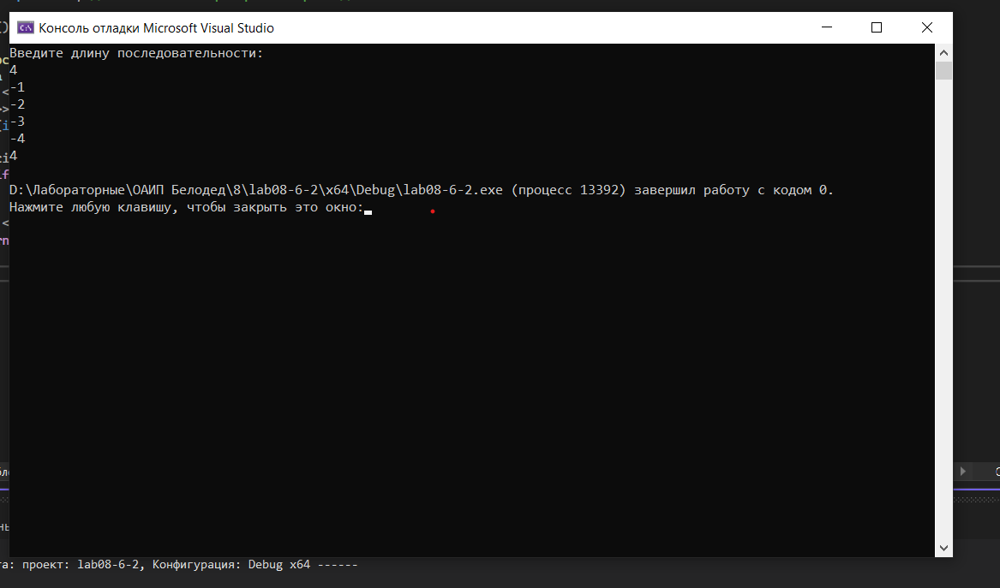 Консоль отладки Microsoft Visual Studio
Введите длину последовательности:
4
-1
-2
-3
-4
4
D:\Лабораторные\ОАИП Белодед\8\lab08-6-2\x64\Debug\lab08-6-2.exe (процесс 13392) завершил работу с кодом 0.
Нажмите любую клавишу, чтобы закрыть это окно:
проект: lab08-6-2, Конфигурация: Debug x64 ------